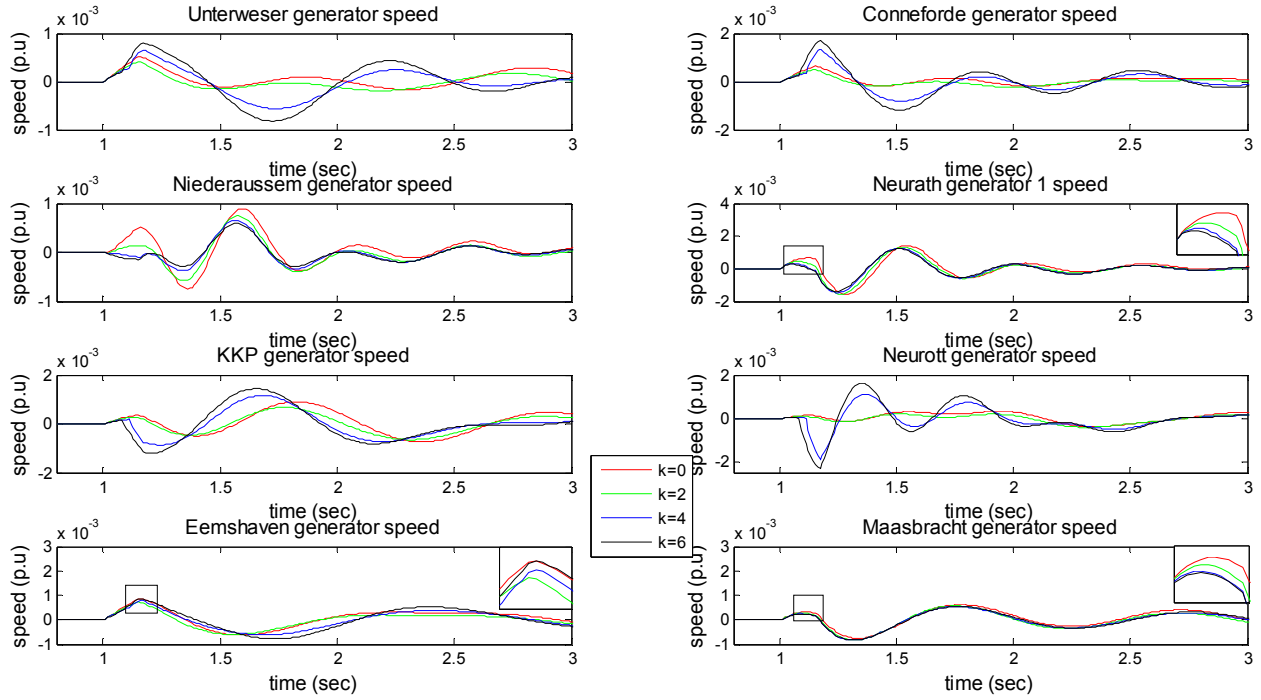 x 10⁻³
Unterweser generator speed
1
0
-1
speed (p.u)
1
1.5
2
2.5
3
time (sec)
x 10⁻³
Conneforde generator speed
2
0
-2
speed (p.u)
1
1.5
2
2.5
3
time (sec)
x 10⁻³
Niederaussem generator speed
1
0
-1
speed (p.u)
1
1.5
2
2.5
3
time (sec)
x 10⁻³
Neurath generator 1 speed
4
2
0
-2
speed (p.u)
1
1.5
2
2.5
3
time (sec)
x 10⁻³
KKP generator speed
2
0
-2
speed (p.u)
1
1.5
2
2.5
3
time (sec)
x 10⁻³
Neurott generator speed
2
0
-2
speed (p.u)
1
1.5
2
2.5
3
time (sec)
k=0
k=2
k=4
k=6
x 10⁻³
Eemshaven generator speed
3
2
1
0
-1
speed (p.u)
1
1.5
2
2.5
3
time (sec)
x 10⁻³
Maasbracht generator speed
3
2
1
0
-1
speed (p.u)
1
1.5
2
2.5
3
time (sec)